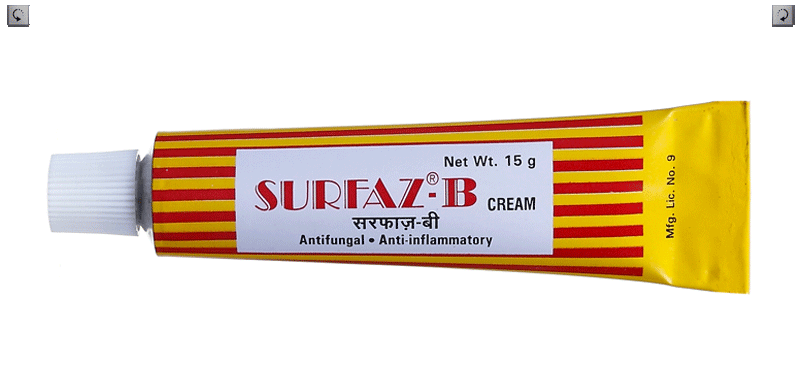 Net Wt. 15 g
SURFAZ®-B CREAM
सरफाज़-बी
Antifungal • Anti-inflammatory
Mfg. Lic. No. 9